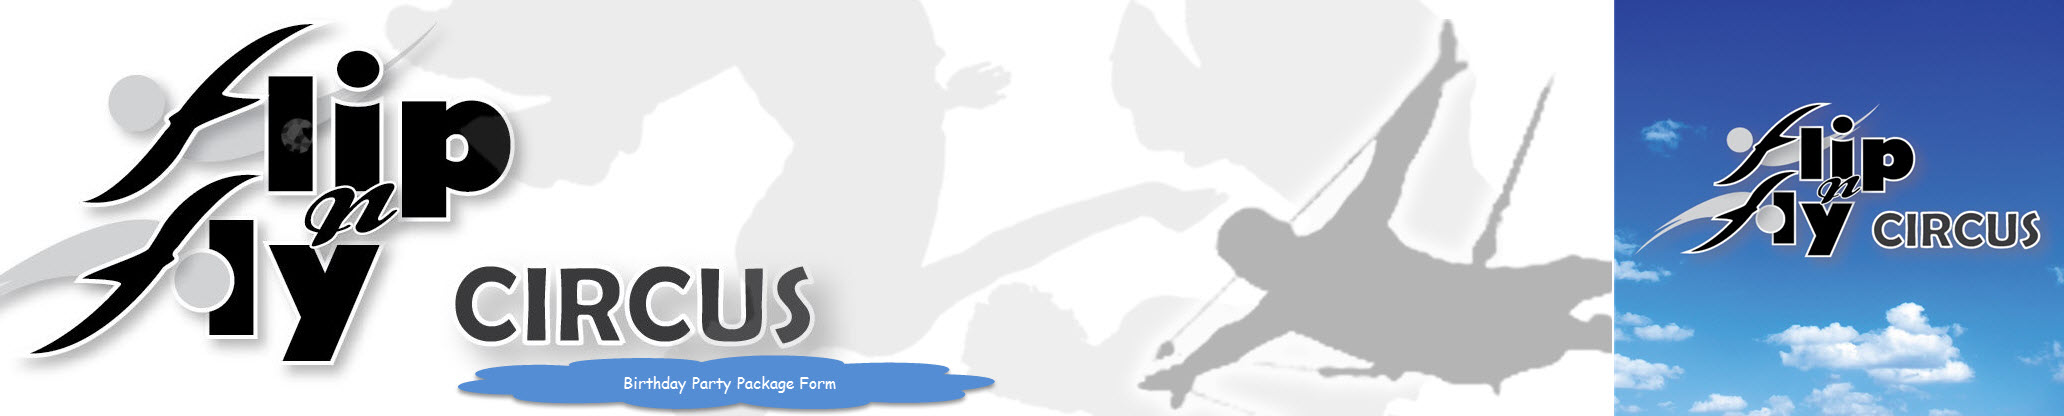 flip
n
fly CIRCUS
Birthday Party Package Form
flip
n
fly CIRCUS